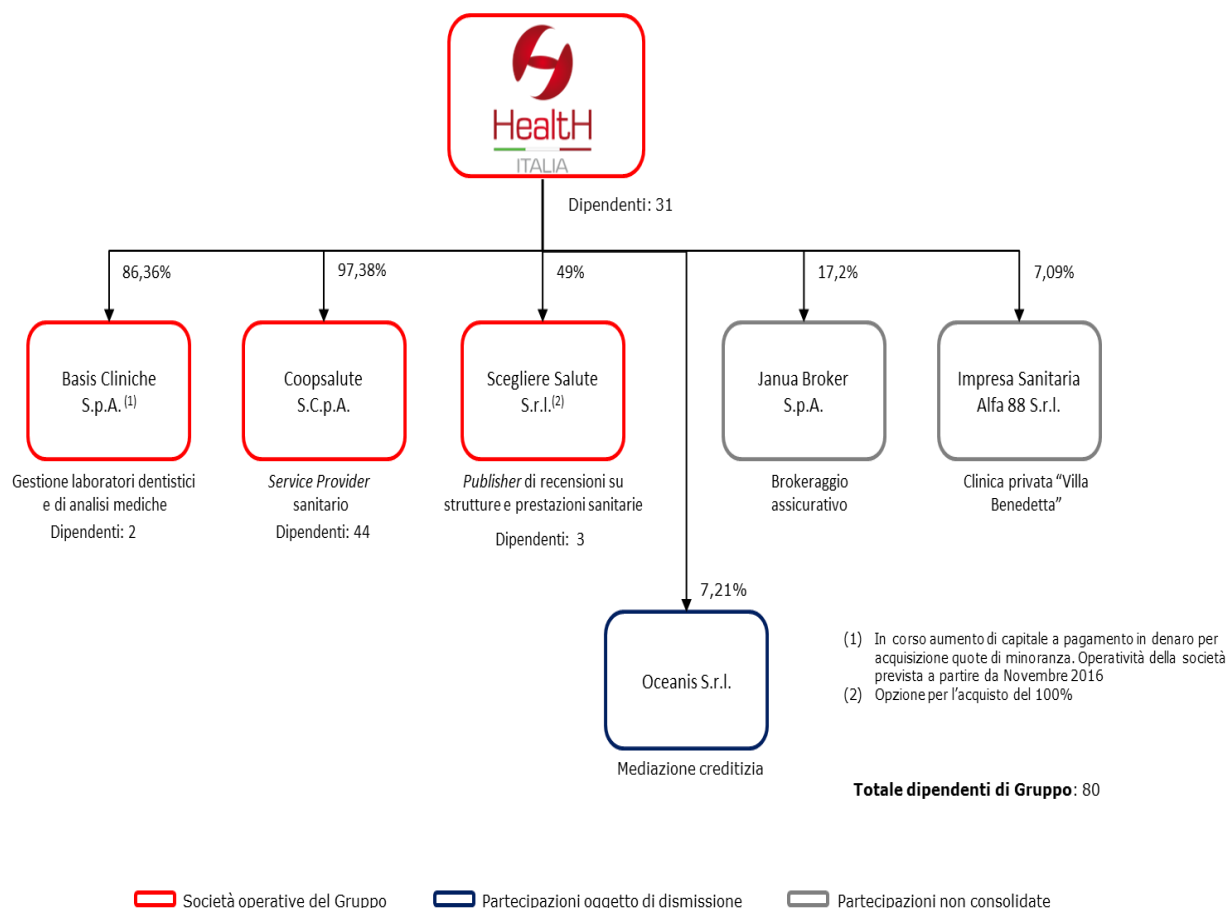 HealtH
ITALIA
Dipendenti: 31
86,36%
97,38%
49%
17,2%
7,09%
Basis Cliniche
S.p.A. (1)
Coopsalute
S.C.p.A.
Scegliere Salute
S.r.l.(2)
Janua Broker
S.p.A.
Impresa Sanitaria
Alfa 88 S.r.l.
Gestione laboratori dentistici
e di analisi mediche
Dipendenti: 2
Service Provider
sanitario
Dipendenti: 44
Publisher di recensioni su
strutture e prestazioni sanitarie
Dipendenti: 3
Brokeraggio
assicurativo
Clinica privata “Villa
Benedetta”
7,21%
Oceanis S.r.l.
Mediazione creditizia
(1) In corso aumento di capitale a pagamento in denaro per
acquisizione quote di minoranza. Operatività della società
prevista a partire da Novembre 2016
(2) Opzione per l’acquisto del 100%
Totale dipendenti di Gruppo: 80
Società operative del Gruppo
Partecipazioni oggetto di dismissione
Partecipazioni non consolidate